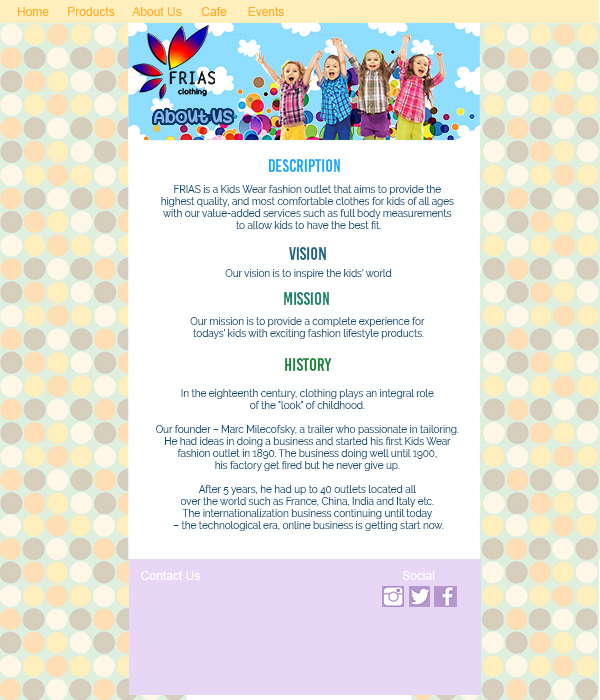 Home Products About Us Cafe Events
FRIAS
clothing
About Us
DESCRIPTION
FRIAS is a Kids Wear fashion outlet that aims to provide the
highest quality, and most comfortable clothes for kids of all ages
with our value-added services such as full body measurements
to allow kids to have the best fit.
VISION
Our vision is to inspire the kids' world
MISSION
Our mission is to provide a complete experience for
todays' kids with exciting fashion lifestyle products.
HISTORY
In the eighteenth century, clothing plays an integral role
of the "look" of childhood.
Our founder – Marc Milecofsky, a trailer who passionate in tailoring.
He had ideas in doing a business and started his first Kids Wear
fashion outlet in 1890. The business doing well until 1900,
his factory get fired but he never give up.
After 5 years, he had up to 40 outlets located all
over the world such as France, China, India and Italy etc.
The internationalization business continuing until today
– the technological era, online business is getting start now.
Contact Us
Social